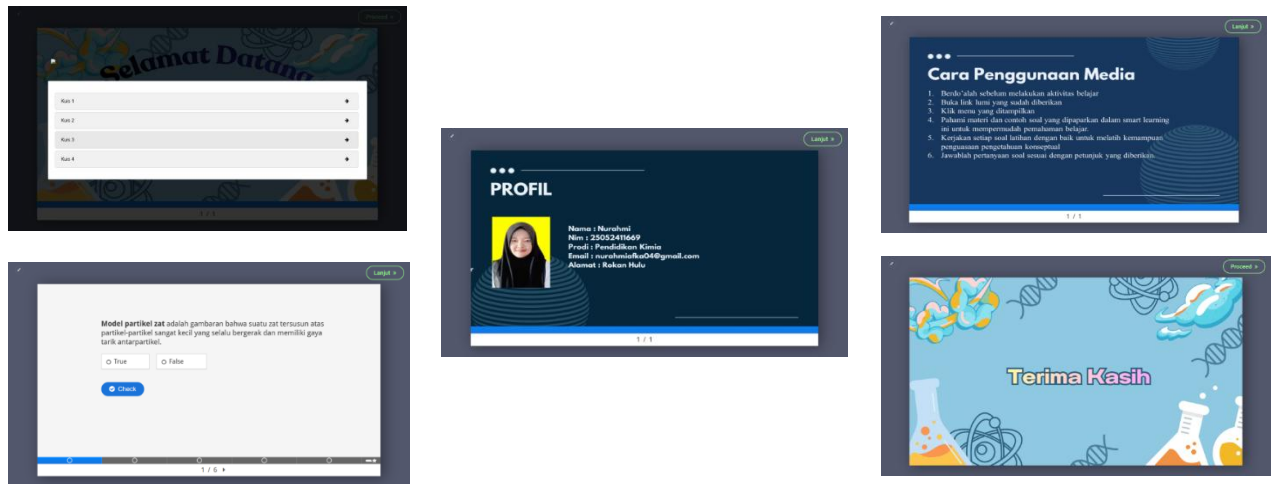 Proceed >
Selamat Datang
Kuis 1
Kuis 2
Kuis 3
Kuis 4
1 / 1
Lanjut >
Model partikel zat adalah gambaran bahwa suatu zat tersusun atas
partikel-partikel sangat kecil yang selalu bergerak dan memiliki gaya
tarik antarpartikel.
True
False
Check
1 / 6
Lanjut >
PROFIL
Nama : Nurahmi
Nim : 25052411669
Prodi : Pendidikan Kimia
Email : nurahmiafka04@gmail.com
Alamat : Rokan Hulu
1 / 1
Lanjut >
Cara Penggunaan Media
1. Berdo'alah sebelum melakukan aktivitas belajar
2. Buka link lumi yang sudah diberikan
3. Klik menu yang ditampilkan
4. Pahami materi dan contoh soal yang dipaparkan dalam smart learning
ini untuk mempermudah pemahaman belajar.
5. Kerjakan setiap soal latihan dengan baik untuk melatih kemampuan
penguasaan pengetahuan konseptual
6. Jawablah pertanyaan soal sesuai dengan petunjuk yang diberikan.
1 / 1
Proceed >
Terima Kasih